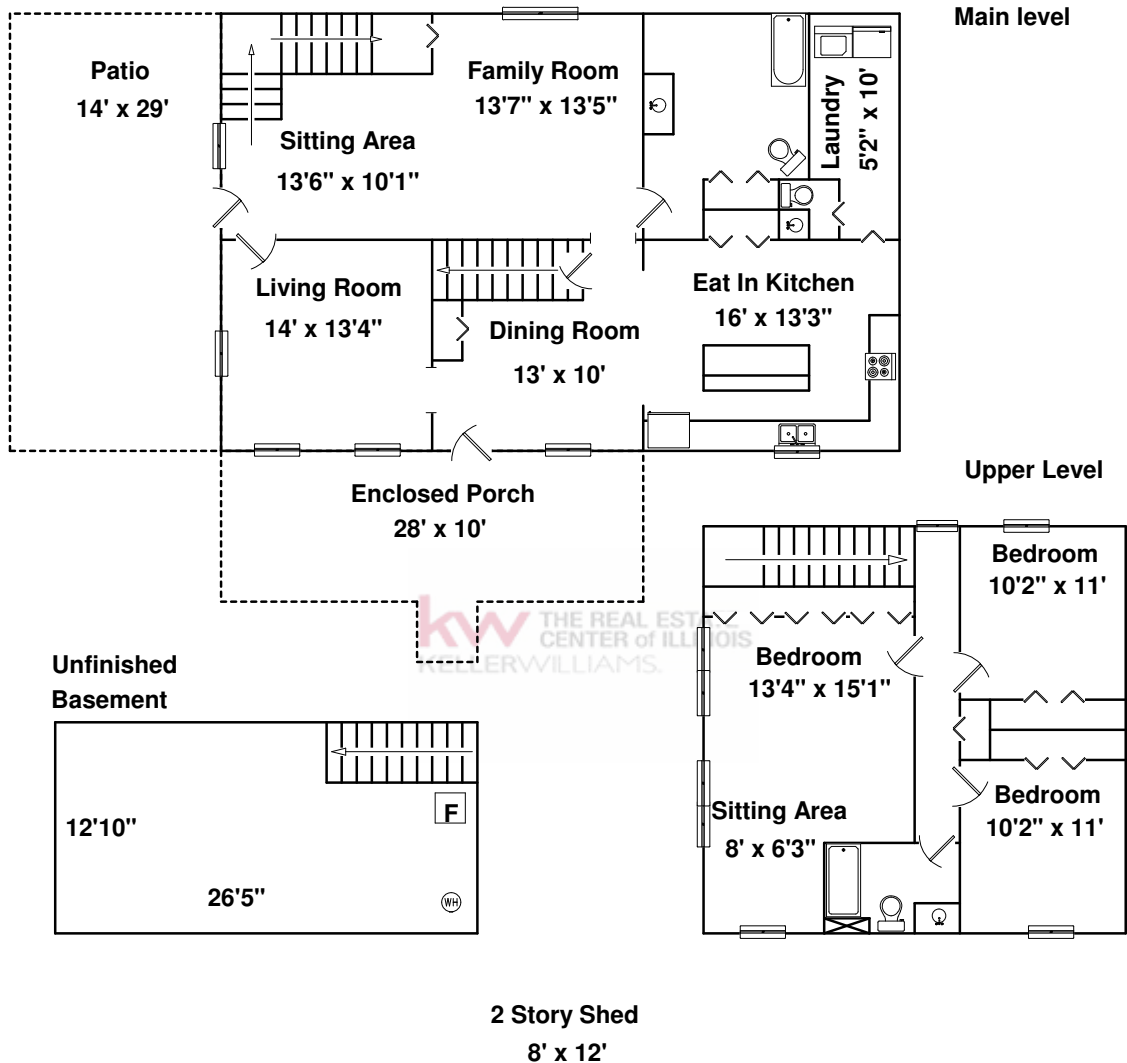 Main level
Patio
14' x 29'
Family Room
13'7" x 13'5"
Laundry
5'2" x 10'
Sitting Area
13'6" x 10'1"
Living Room
14' x 13'4"
Dining Room
13' x 10'
Eat In Kitchen
16' x 13'3"
Enclosed Porch
28' x 10'
Upper Level
Bedroom
10'2" x 11'
Bedroom
13'4" x 15'1"
Sitting Area
8' x 6'3"
Bedroom
10'2" x 11'
kw THE REAL ESTATE
CENTER of ILLINOIS
KELLERWILLIAMS.
Unfinished
Basement
12'10"
26'5"
F
WH
2 Story Shed
8' x 12'